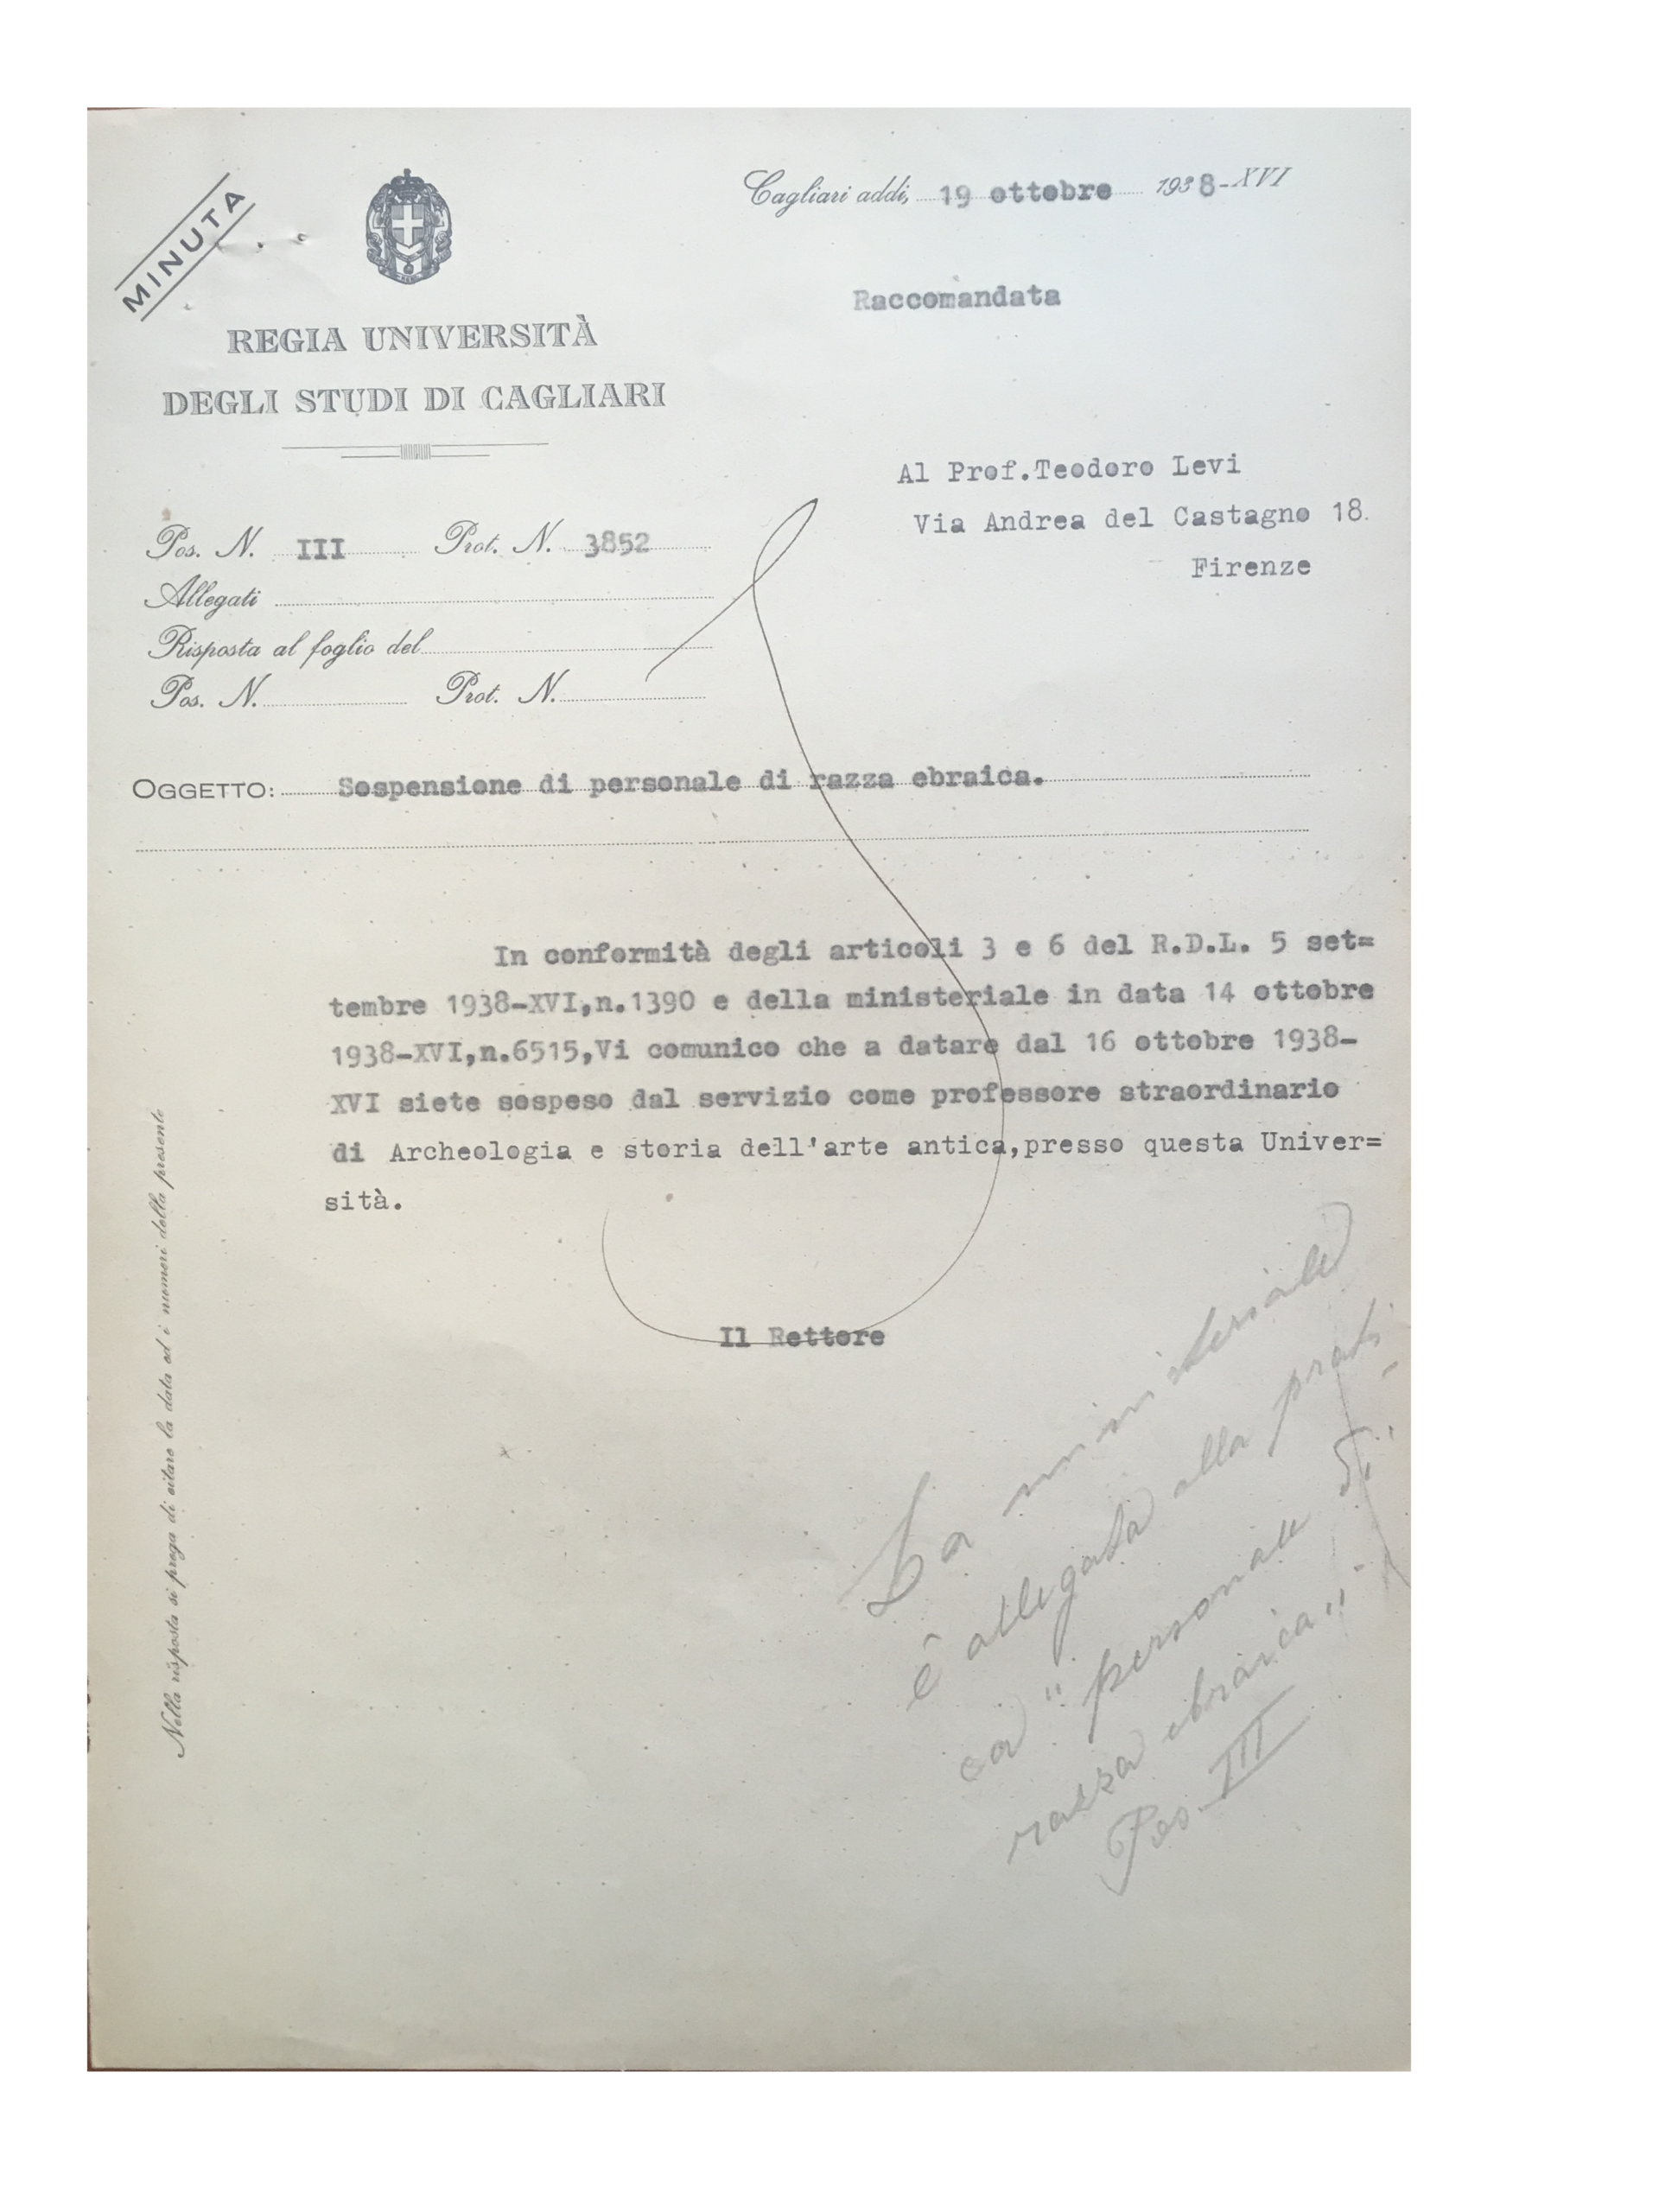 MINUTA
Cagliari addì, 19 ottobre 1938-XVI
Raccomandata
REGIA UNIVERSITÀ
DEGLI STUDI DI CAGLIARI
Al Prof.Teodoro Levi
Via Andrea del Castagno 18.
Firenze
Pos. N. III Prot. N. 3852
Allegati
Risposta al foglio del
Pos. N. Prot. N.
OGGETTO: Sospensione di personale di razza ebraica.
In conformità degli articoli 3 e 6 del R.D.L. 5 set=
tembre 1938-XVI,n.1390 e della ministeriale in data 14 ottobre
1938-XVI,n.6515,Vi comunico che a datare dal 16 ottobre 1938-
XVI siete sospeso dal servizio come professore straordinario
di Archeologia e storia dell'arte antica,presso questa Univer=
sità.
Il Rettore
Nella risposta si prega di citare la data ed i numeri della presente
La ministeriale
è allegata alla prati-
ca "personale di
razza ebraica"
Pos. III